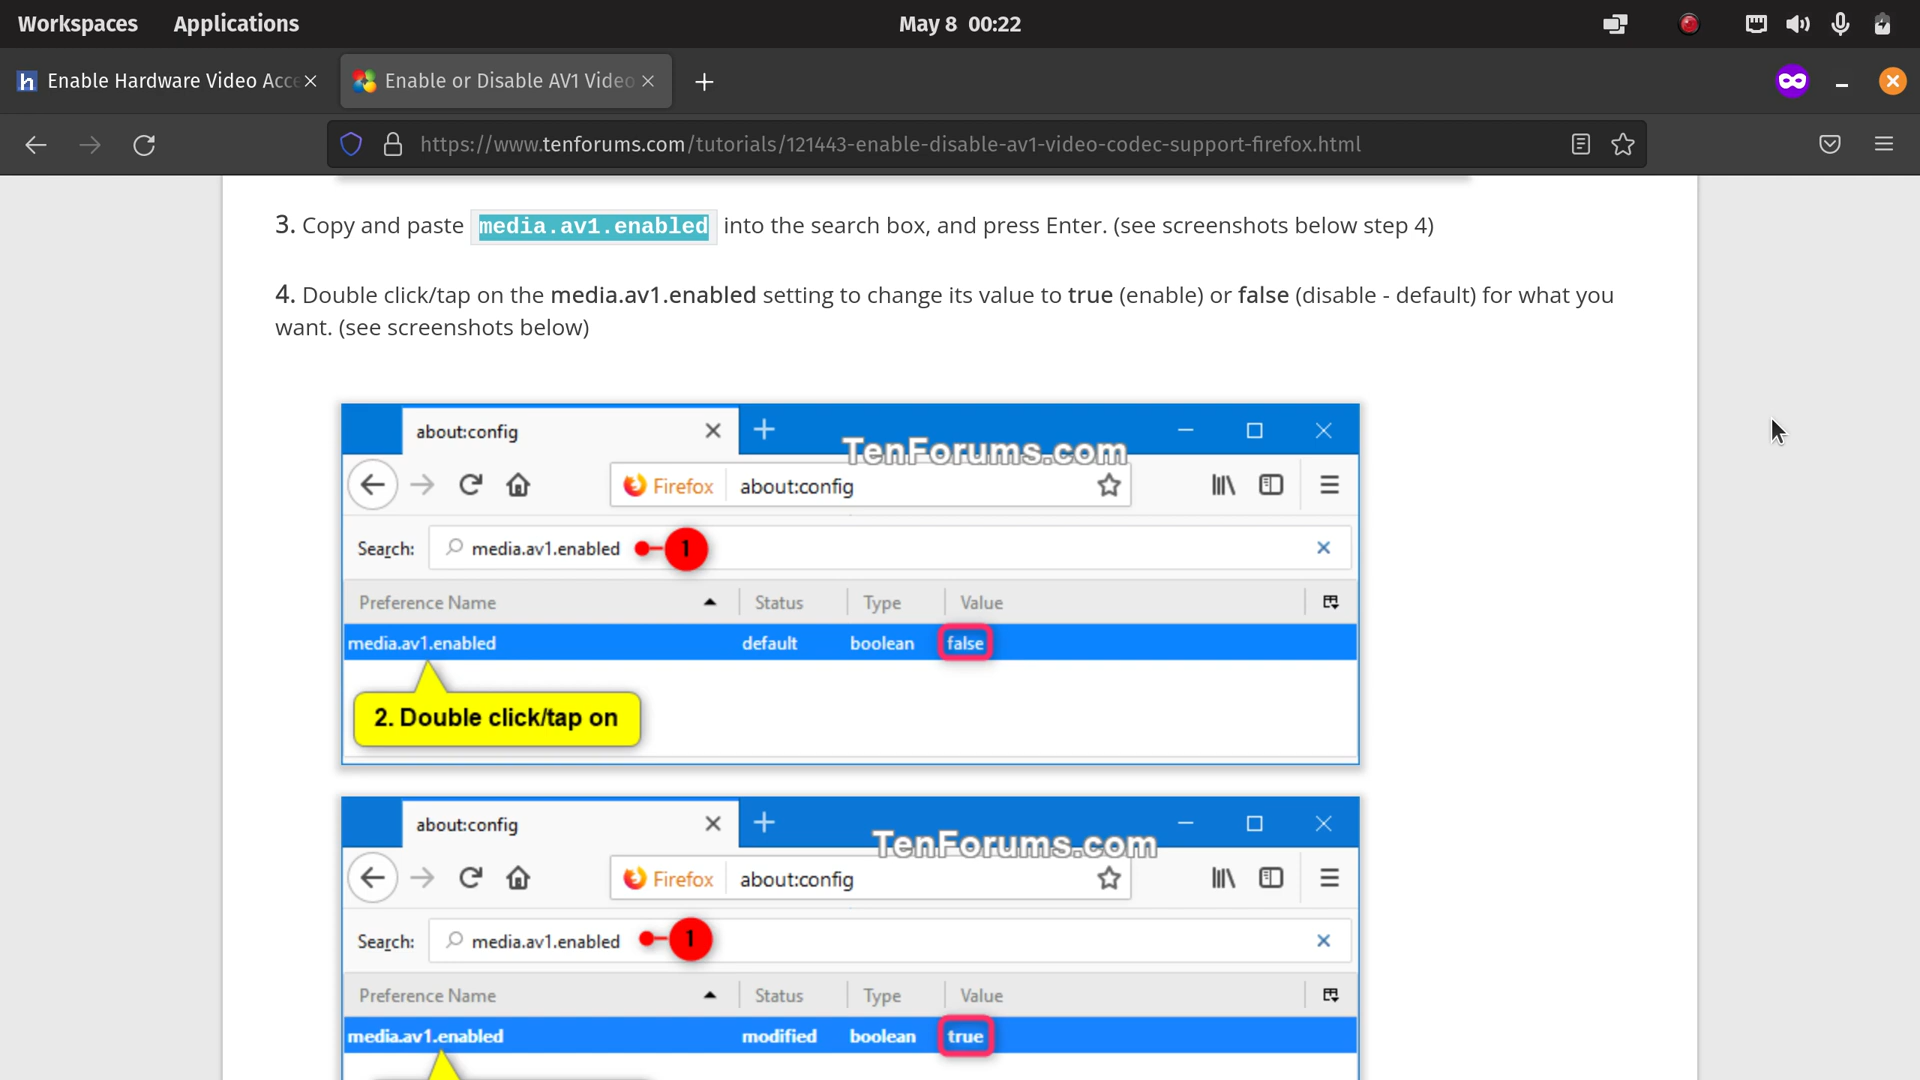 Workspaces Applications May 8 00:22
Enable Hardware Video Acce Enable or Disable AV1 Video
https://www.tenforums.com/tutorials/121443-enable-disable-av1-video-codec-support-firefox.html
3. Copy and paste media.av1.enabled into the search box, and press Enter. (see screenshots below step 4)
4. Double click/tap on the media.av1.enabled setting to change its value to true (enable) or false (disable - default) for what you
want. (see screenshots below)
about:config
TenForums.com
Firefox about:config
Search: media.av1.enabled 1
Preference Name Status Type Value
media.av1.enabled default boolean false
2. Double click/tap on
about:config
TenForums.com
Firefox about:config
Search: media.av1.enabled 1
Preference Name Status Type Value
media.av1.enabled modified boolean true